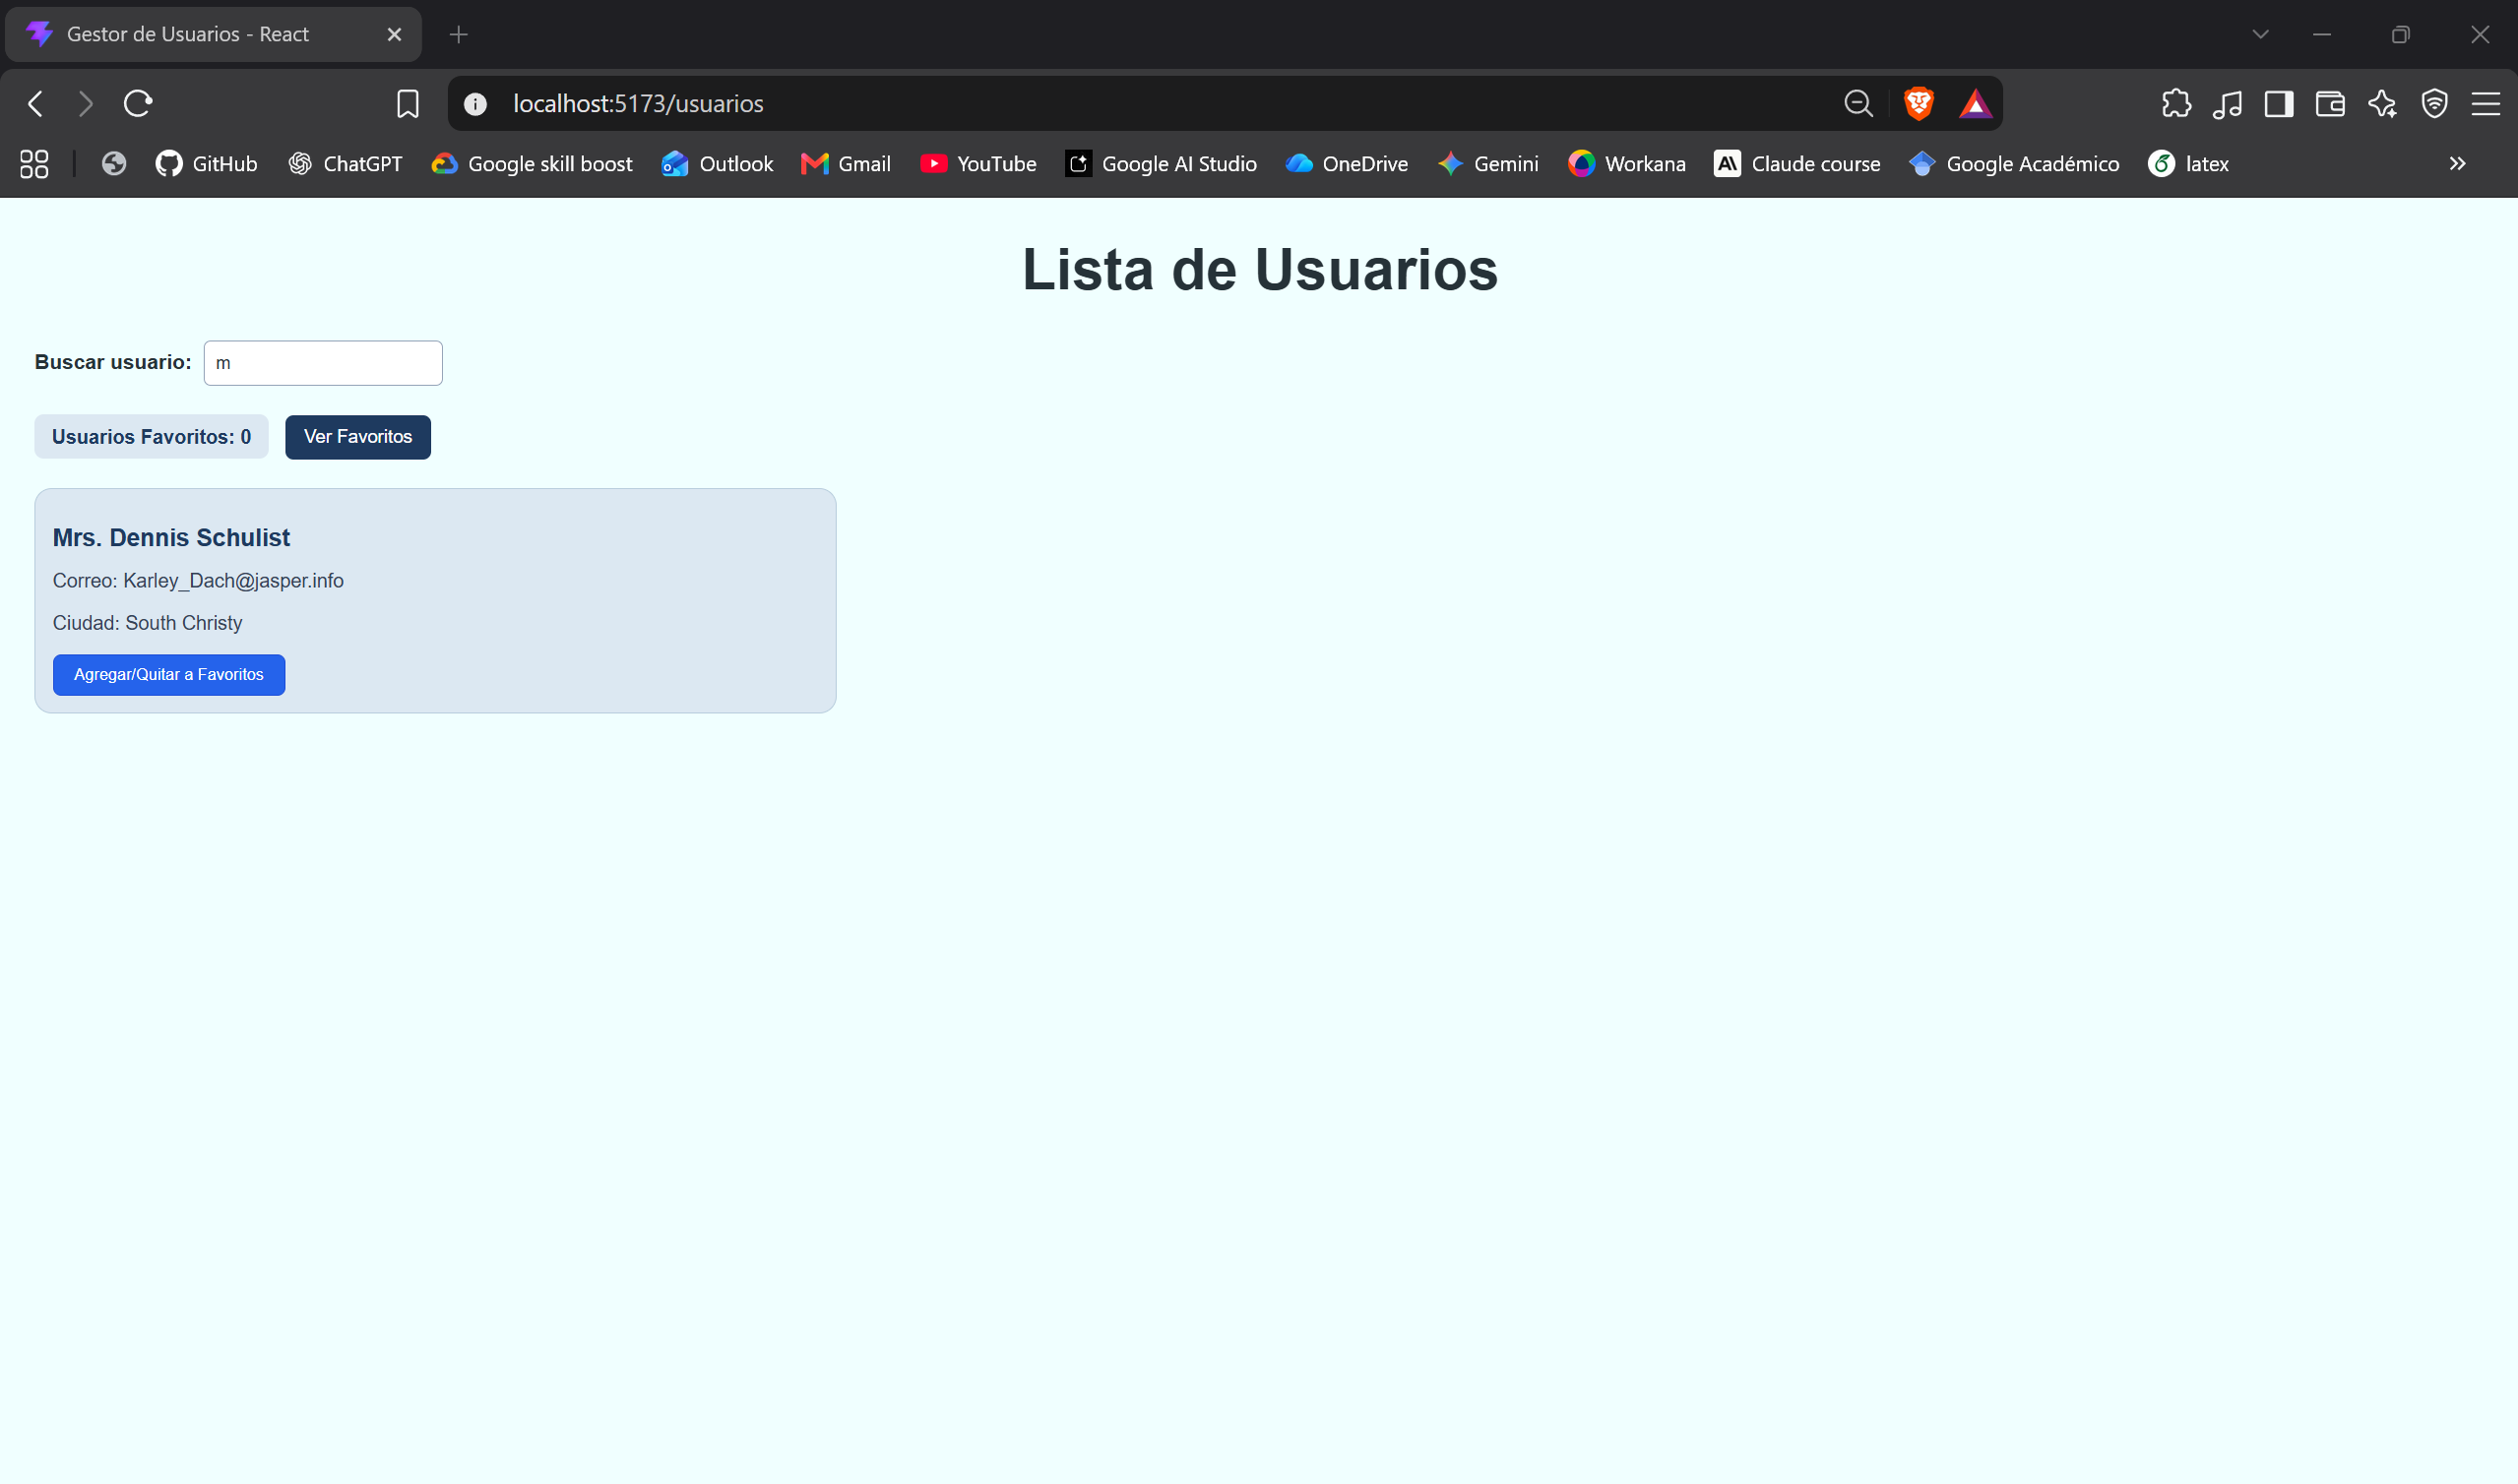 Gestor de Usuarios - React
localhost:5173/usuarios
GitHub ChatGPT Google skill boost Outlook Gmail YouTube Google AI Studio OneDrive Gemini Workana Claude course Google Académico latex
Lista de Usuarios
Buscar usuario: m
Usuarios Favoritos: 0 Ver Favoritos
Mrs. Dennis Schulist
Correo: Karley_Dach@jasper.info
Ciudad: South Christy
Agregar/Quitar a Favoritos